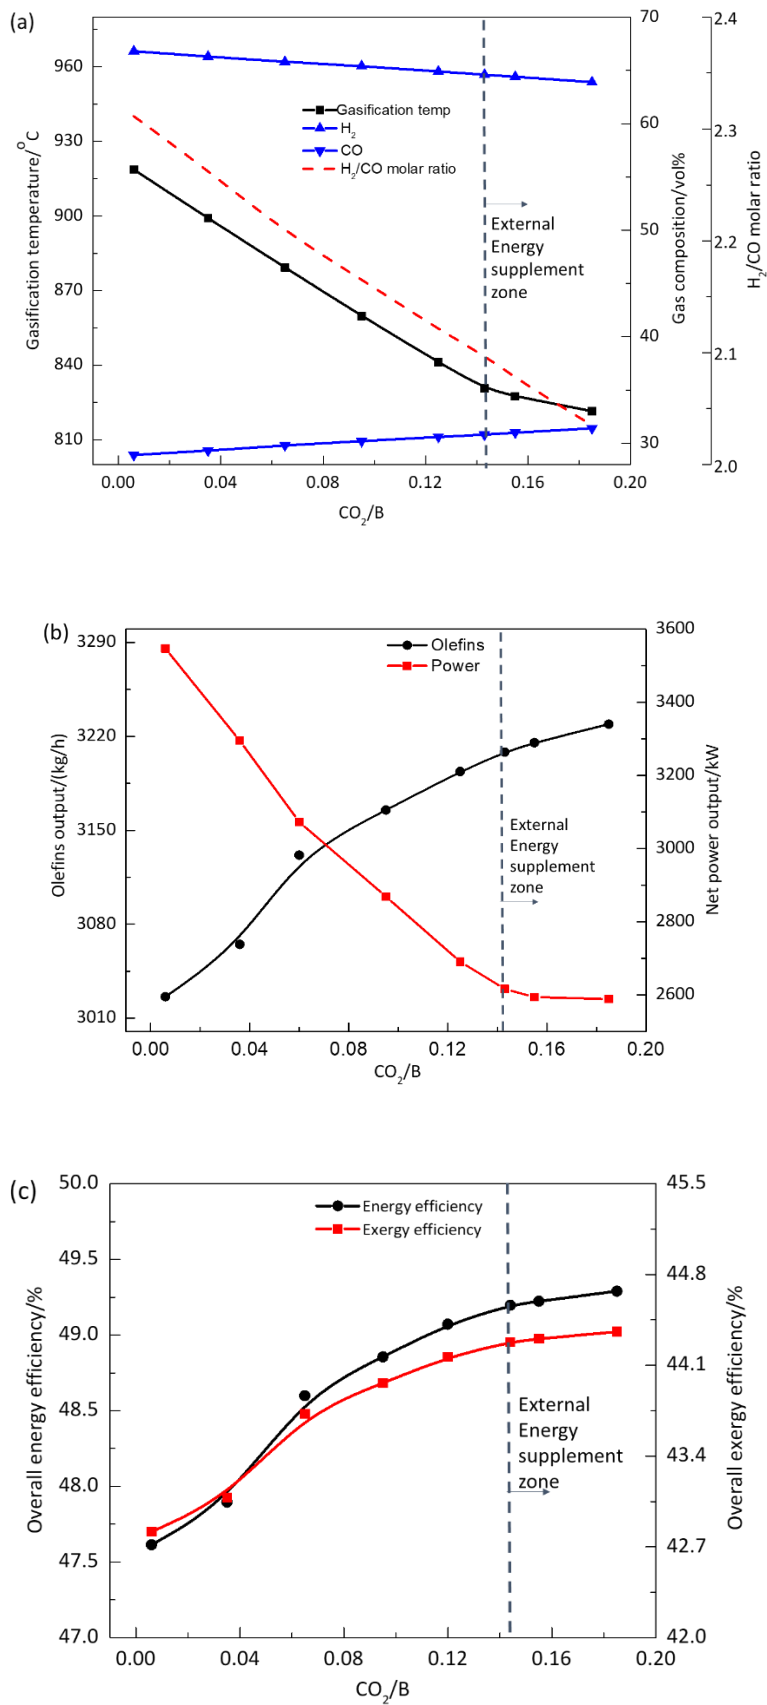 (a)
Gasification temperature/°C
960
930
900
870
840
810
Gasification temp
H₂
CO
H₂/CO molar ratio
External
Energy
supplement
zone
70
60
50
40
30
Gas composition/vol%
2.4
2.3
2.2
2.1
2.0
H₂/CO molar ratio
0.00 0.04 0.08 0.12 0.16 0.20
CO₂/B
(b)
Olefins output/(kg/h)
3290
3220
3150
3080
3010
Olefins
Power
External
Energy
supplement
zone
3600
3400
3200
3000
2800
2600
Net power output/kW
0.00 0.04 0.08 0.12 0.16 0.20
CO₂/B
(c)
Overall energy efficiency/%
50.0
49.5
49.0
48.5
48.0
47.5
47.0
Energy efficiency
Exergy efficiency
External
Energy
supplement
zone
45.5
44.8
44.1
43.4
42.7
42.0
Overall exergy efficiency/%
0.00 0.04 0.08 0.12 0.16 0.20
CO₂/B